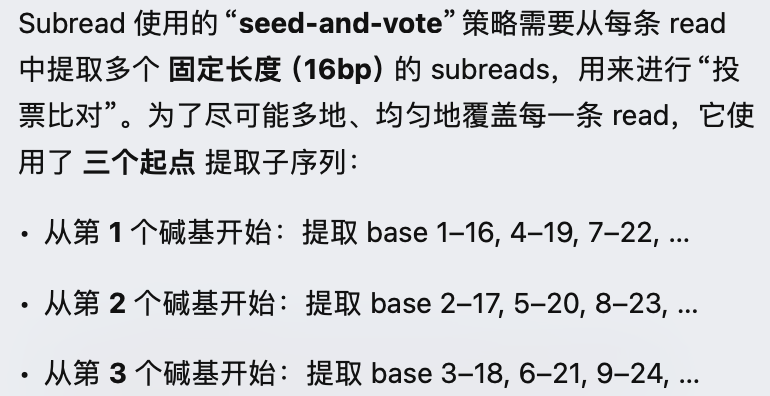 Subread 使用的 “seed-and-vote” 策略需要从每条 read
中提取多个 固定长度（16bp）的 subreads，用来进行 “投
票比对”。为了尽可能多地、均匀地覆盖每一条 read，它使
用了 三个起点 提取子序列：
• 从第 1 个碱基开始：提取 base 1–16, 4–19, 7–22, ...
• 从第 2 个碱基开始：提取 base 2–17, 5–20, 8–23, ...
• 从第 3 个碱基开始：提取 base 3–18, 6–21, 9–24, ...